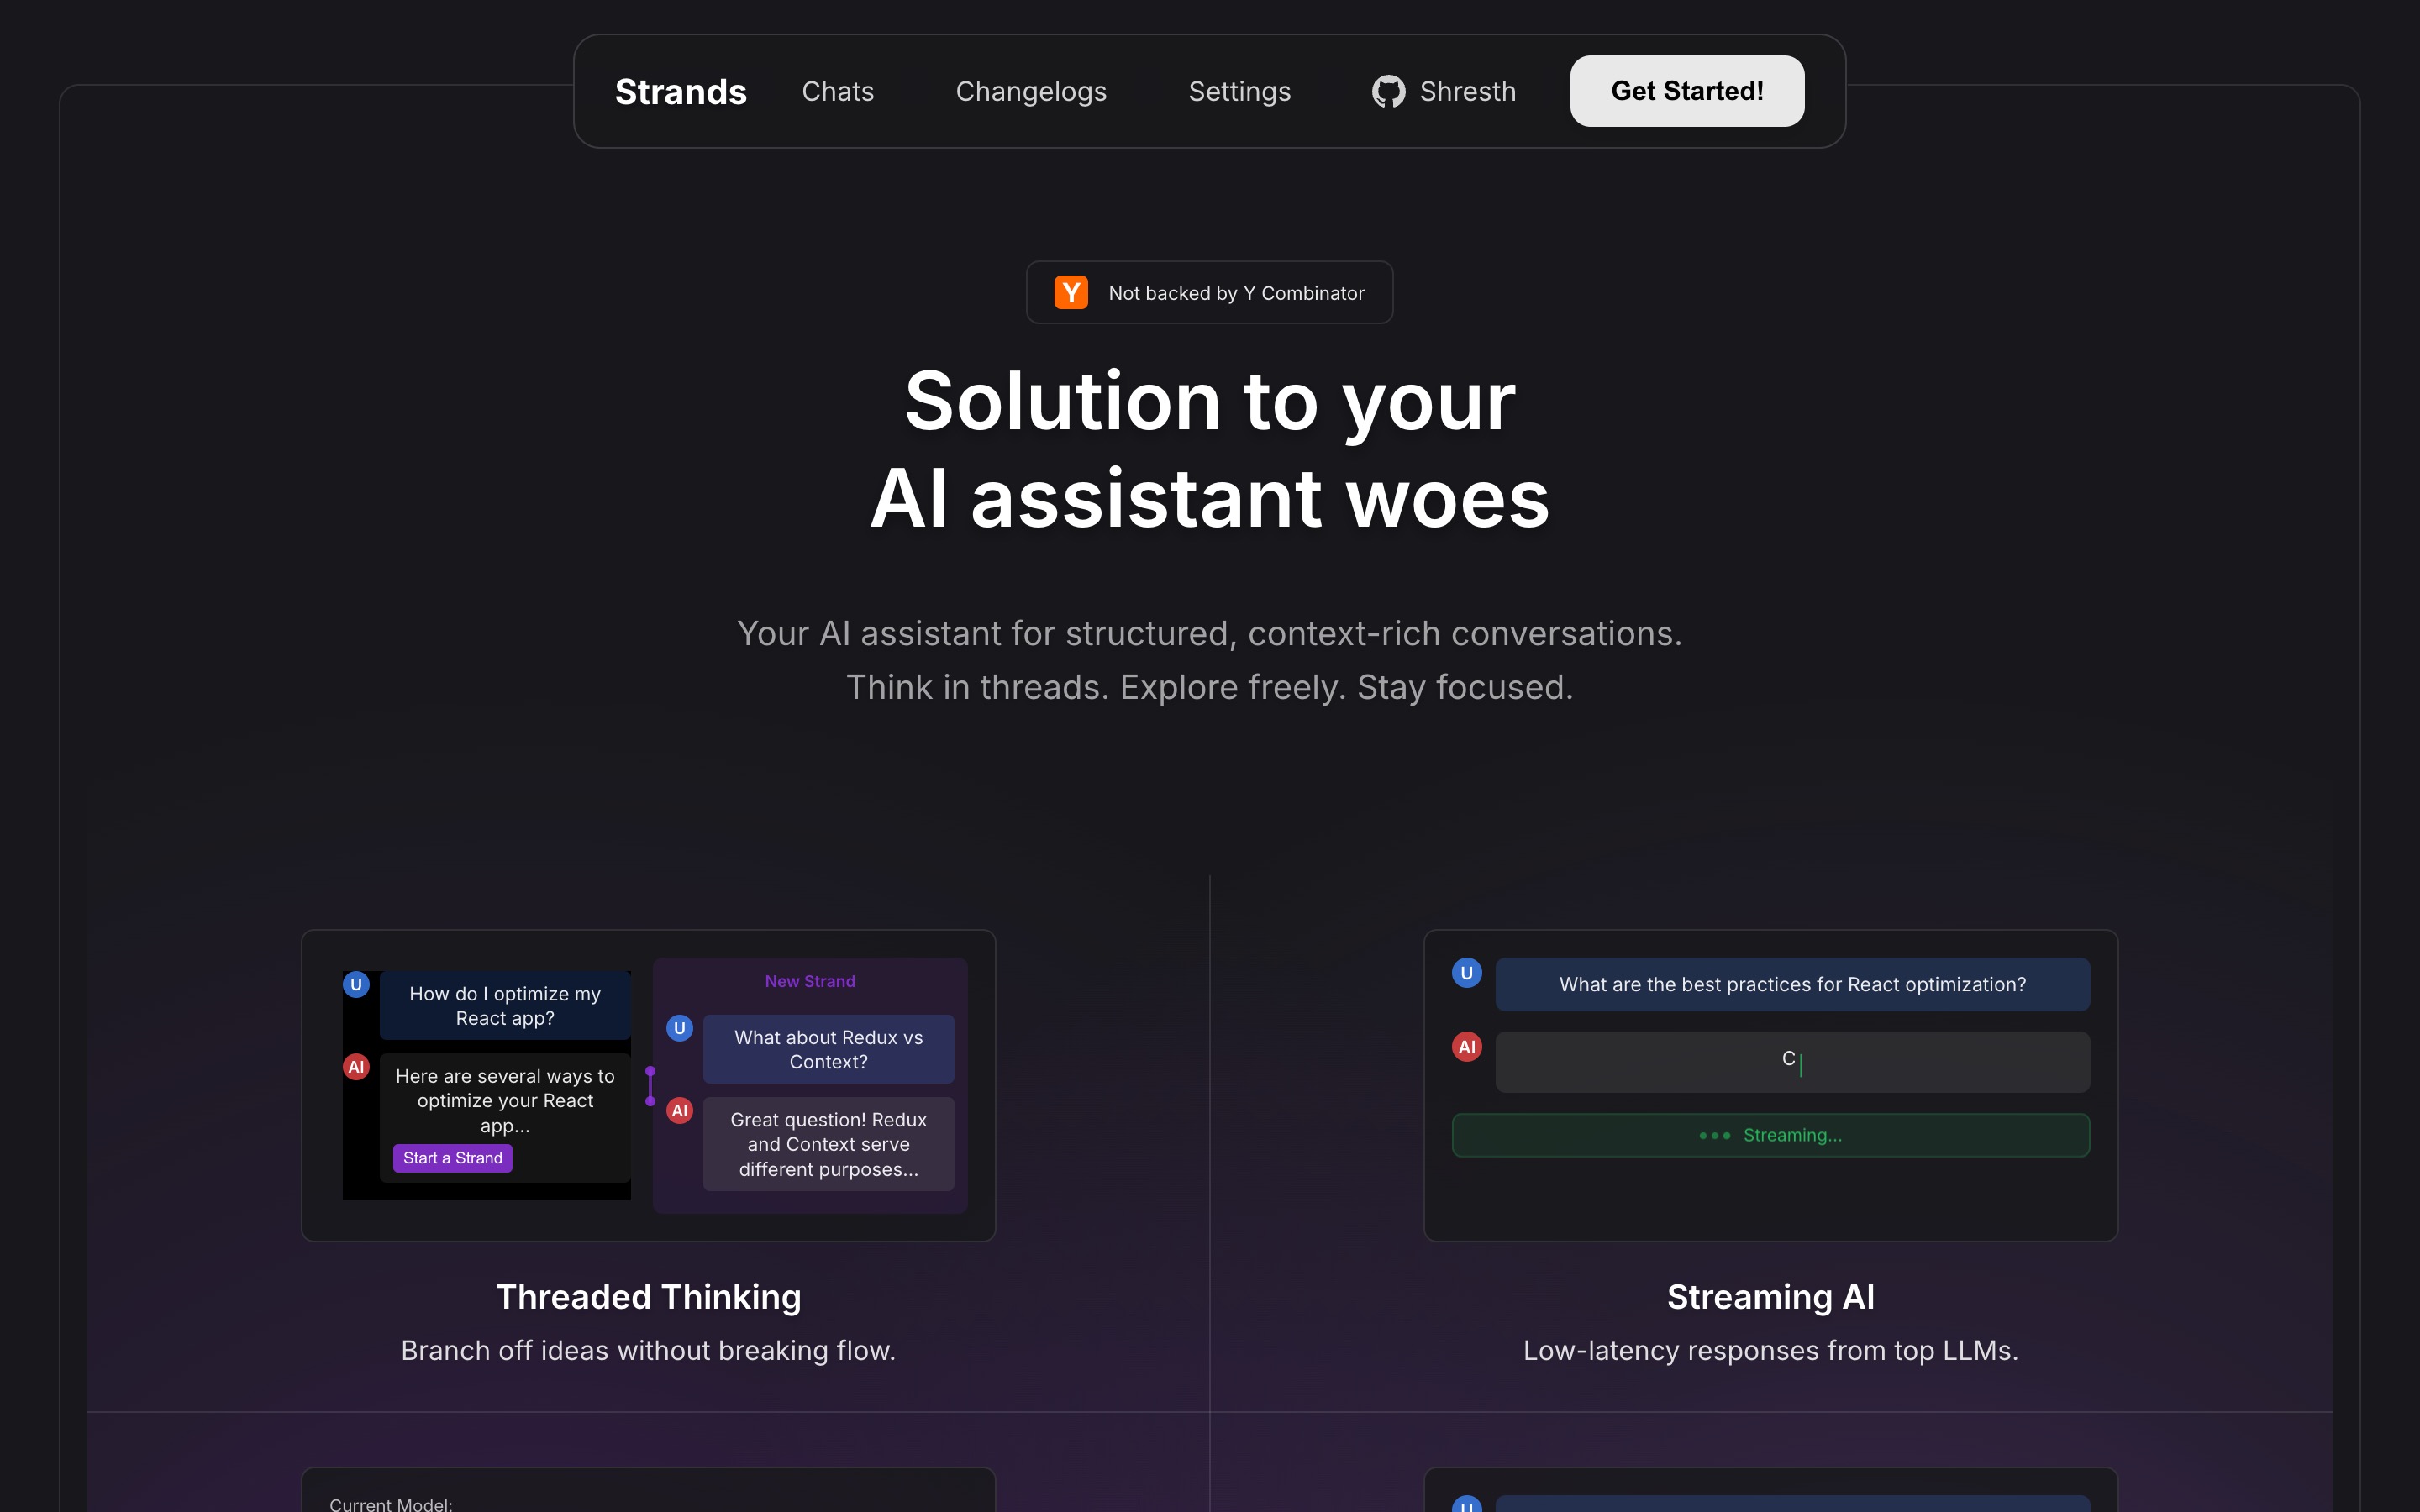 Strands
Chats
Changelogs
Settings
Shresth
Get Started!
Y
Not backed by Y Combinator
Solution to your
AI assistant woes
Your AI assistant for structured, context-rich conversations.
Think in threads. Explore freely. Stay focused.
U
How do I optimize my
React app?
AI
Here are several ways to
optimize your React
app...
Start a Strand
New Strand
U
What about Redux vs
Context?
AI
Great question! Redux
and Context serve
different purposes...
Threaded Thinking
Branch off ideas without breaking flow.
U
What are the best practices for React optimization?
AI
C
Streaming...
Streaming AI
Low-latency responses from top LLMs.
Current Model:
U